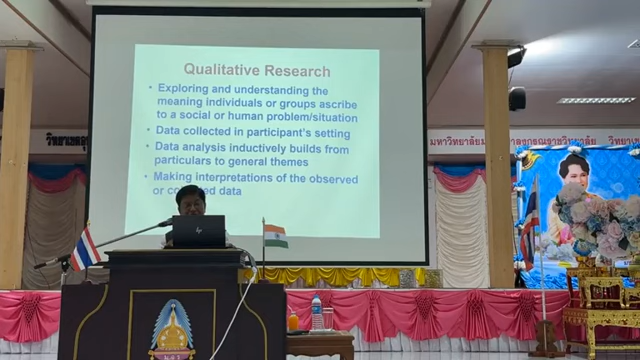 Qualitative Research
• Exploring and understanding the
meaning individuals or groups ascribe
to a social or human problem/situation
• Data collected in participant's setting
• Data analysis inductively builds from
particulars to general themes
• Making interpretations of the observed
or co data
hp